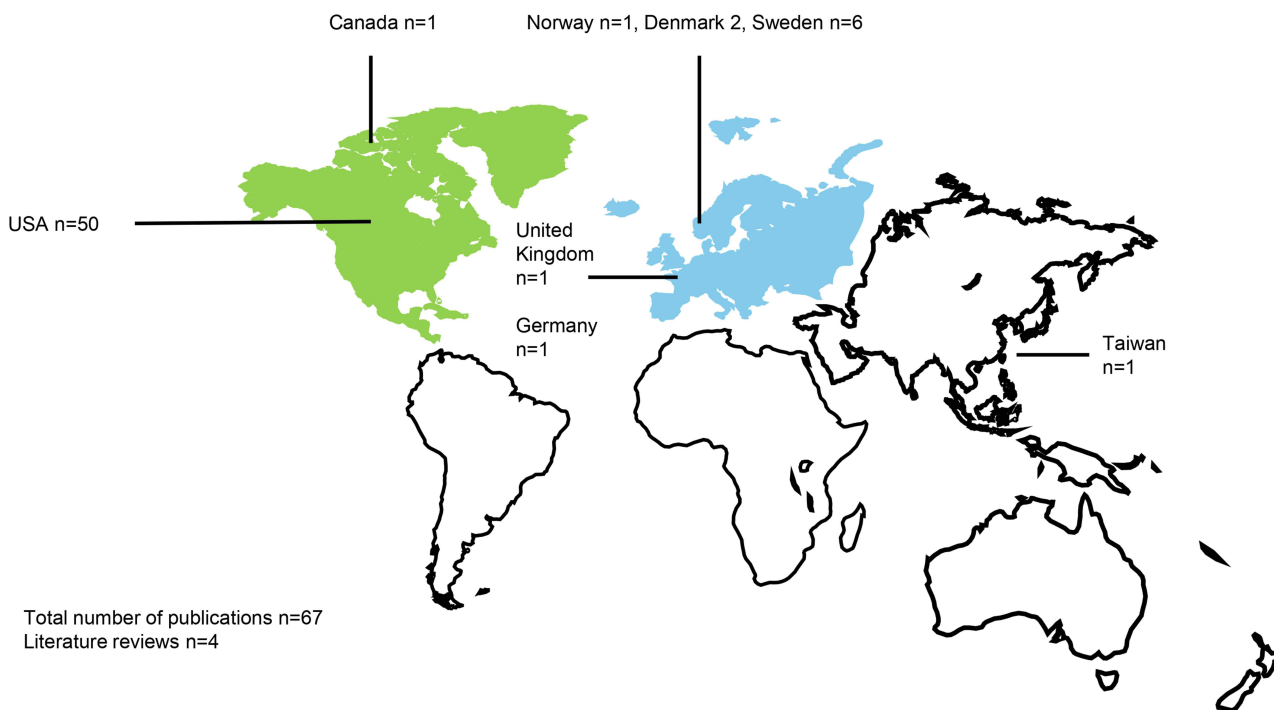 Canada n=1
Norway n=1, Denmark 2, Sweden n=6
USA n=50
United
Kingdom
n=1
Germany
n=1
Taiwan
n=1
Total number of publications n=67
Literature reviews n=4